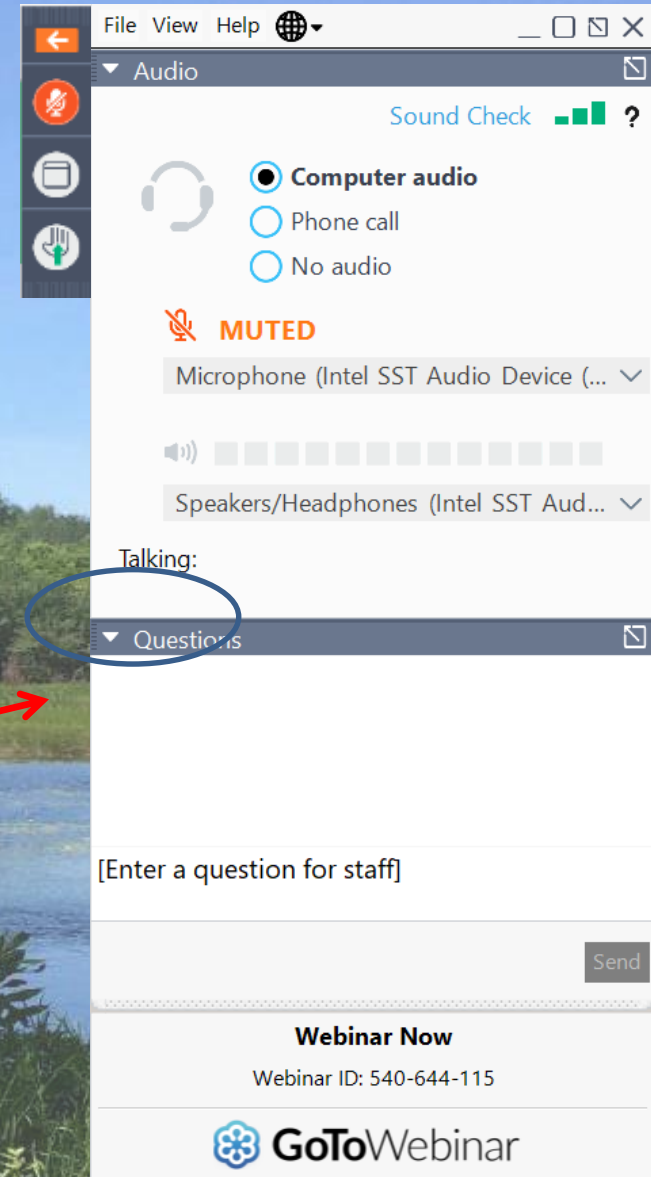 File View Help
Audio
Sound Check ?
Computer audio
Phone call
No audio
MUTED
Microphone (Intel SST Audio Device (...
Speakers/Headphones (Intel SST Aud...
Talking:
Questions
[Enter a question for staff]
Send
Webinar Now
Webinar ID: 540-644-115
GoToWebinar